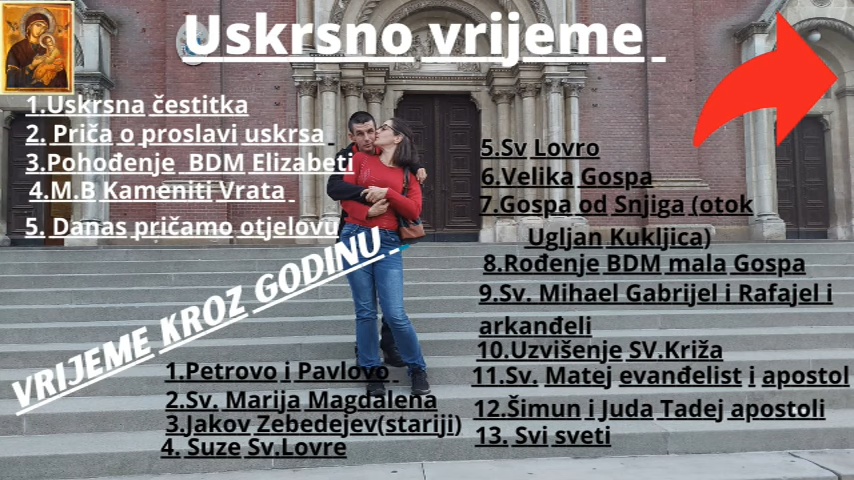 Uskrsno vrijeme
1.Uskrsna čestitka
2. Priča o proslavi uskrsa
3.Pohođenje BDM Elizabeti
4.M.B Kameniti Vrata
5. Danas pričamo otjelovu
VRIJEME KROZ GODINU -
1.Petrovo i Pavlovo
2.Sv. Marija Magdalena
3.Jakov Zebedejev(stariji)
4. Suze Sv.Lovre
5.Sv Lovro
6.Velika Gospa
7.Gospa od Snjiga (otok
Ugljan Kukljica)
8.Rođenje BDM mala Gospa
9.Sv. Mihael Gabrijel i Rafajel i
arkanđeli
10.Uzvišenje SV.Križa
11.Sv. Matej evanđelist i apostol
12.Šimun i Juda Tadej apostoli
13. Svi sveti